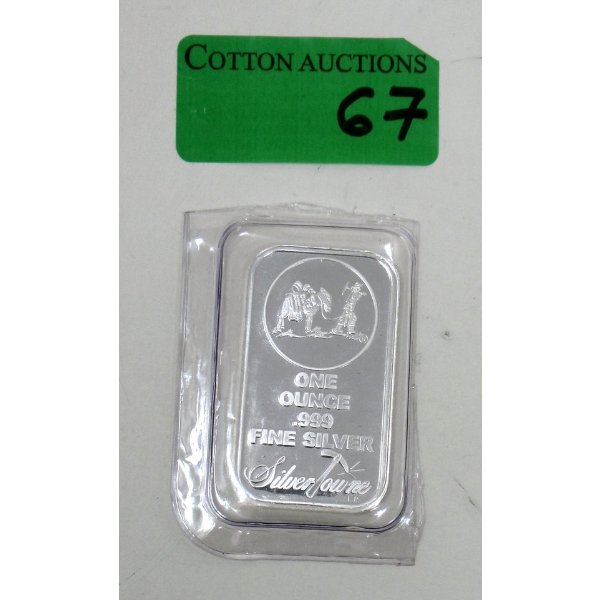 COTTON AUCTIONS
67
ONE
OUNCE
.999
FINE SILVER
SilverTowne